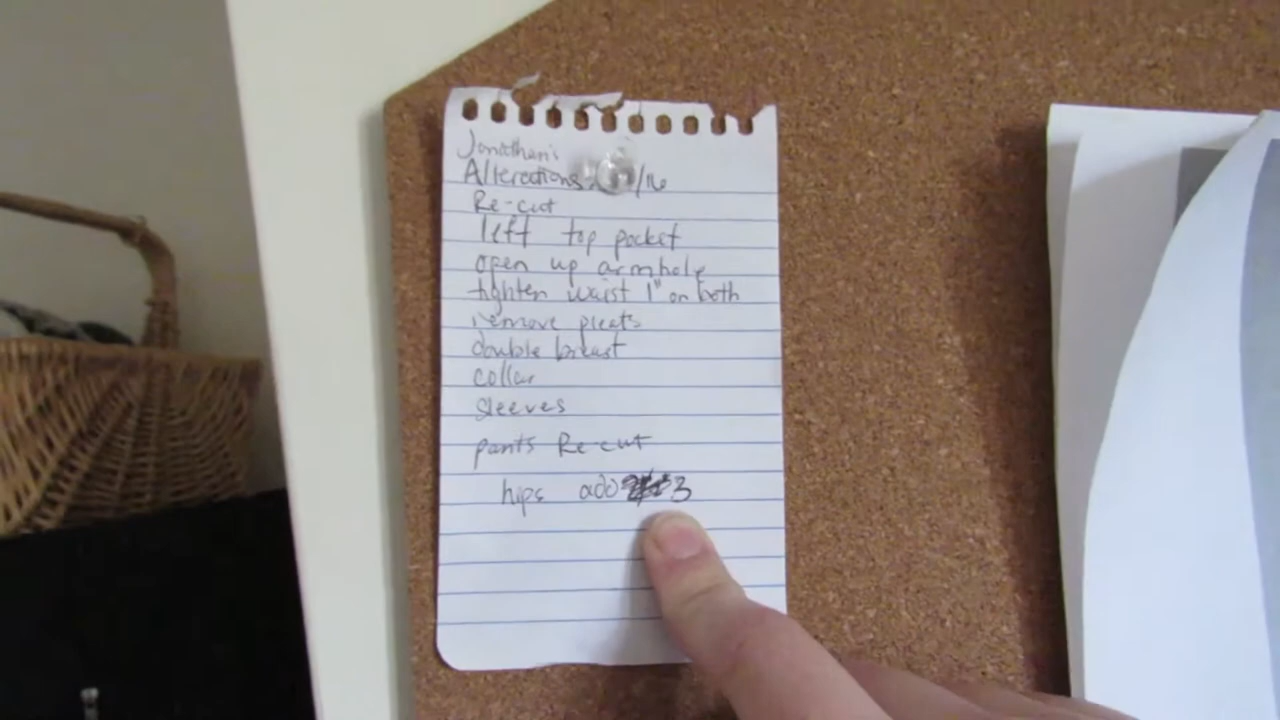 Jonathan's
Alterations /16
Re-cut
left top pocket
open up armhole
tighten waist 1" on both
remove pleats
double breast
collar
sleeves
pants Re-cut
hips add 3